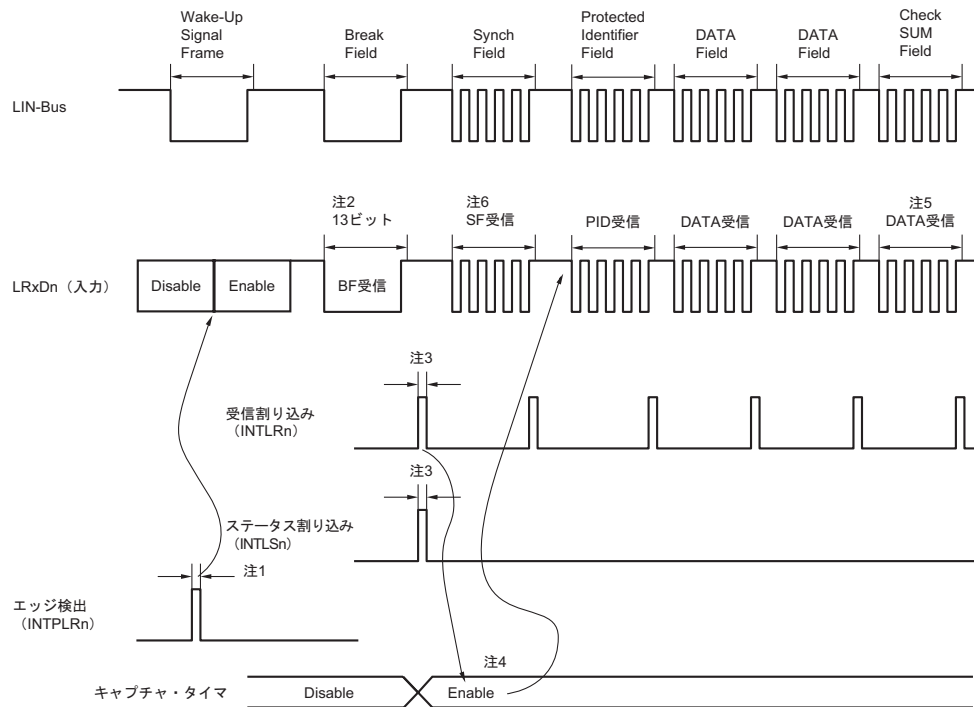 Wake-Up
Signal
Frame
Break
Field
Synch
Field
Protected
Identifier
Field
DATA
Field
DATA
Field
Check
SUM
Field
LIN-Bus
注2
13ビット
注6
SF受信
PID受信
DATA受信
DATA受信
注5
DATA受信
LRxDn（入力）
Disable
Enable
BF受信
注3
受信割り込み
（INTLRn）
注3
ステータス割り込み
（INTLSn）
注1
エッジ検出
（INTPLRn）
注4
キャプチャ・タイマ
Disable
Enable